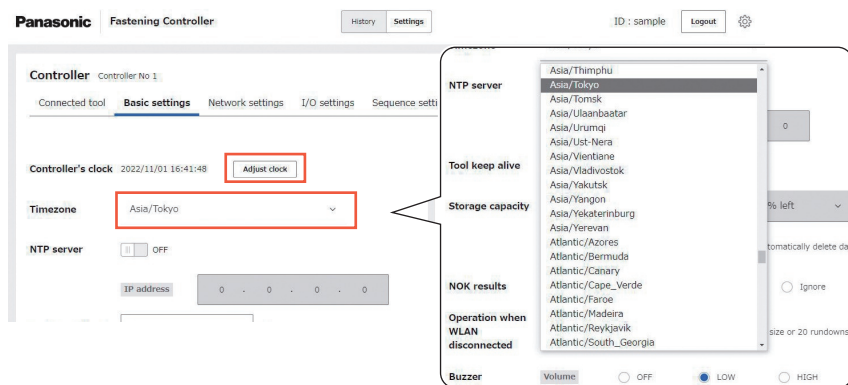 Panasonic Fastening Controller History Settings ID : sample Logout
Controller Controller No 1
Connected tool Basic settings Network settings I/O settings Sequence setti
Controller's clock 2022/11/01 16:41:48 Adjust clock
Timezone Asia/Tokyo
NTP server OFF
IP address 0 . 0 . 0 . 0
NTP server
Asia/Thimphu
Asia/Tokyo
Asia/Tomsk
Asia/Ulaanbaatar
Asia/Urumqi
Asia/Ust-Nera
Asia/Vientiane
Asia/Vladivostok
Asia/Yakutsk
Asia/Yangon
Asia/Yekaterinburg
Asia/Yerevan
Atlantic/Azores
Atlantic/Bermuda
Atlantic/Canary
Atlantic/Cape_Verde
Atlantic/Faroe
Atlantic/Madeira
Atlantic/Reykjavik
Atlantic/South_Georgia
0
Tool keep alive
Storage capacity % left
tomatically delete da
NOK results Ignore
Operation when
WLAN
disconnected
size or 20 rundowns
Buzzer Volume OFF LOW HIGH